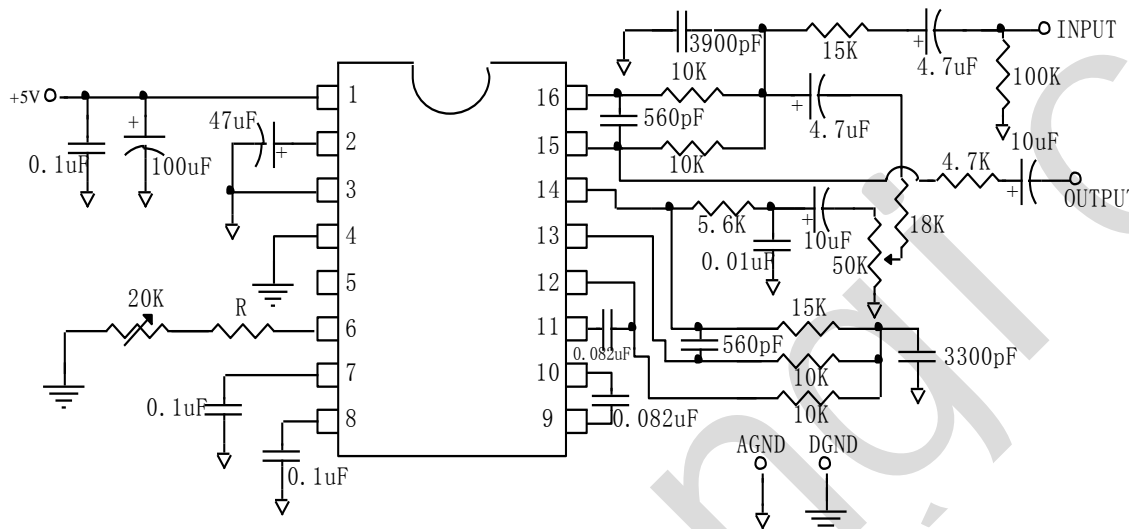 3900pF
15K
4.7uF
INPUT
100K
+5V
0.1uF
+
100uF
47uF
+
1
2
3
4
5
6
7
8
16
15
14
13
12
11
10
9
10K
560pF
10K
+
4.7uF
+
4.7K
10uF
+
OUTPUT
5.6K
0.01uF
+
10uF
50K
18K
20K
R
0.1uF
0.1uF
0.082uF
0.082uF
15K
560pF
10K
10K
3300pF
AGND
DGND